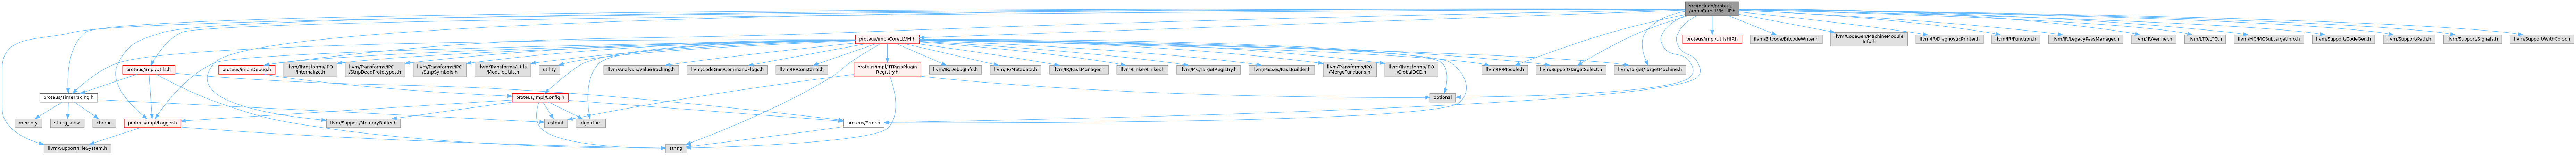 src/include/proteus
/impl/CoreLLVMHIP.h
proteus/impl/CoreLLVM.h
proteus/impl/UtilsHIP.h
llvm/Bitcode/BitcodeWriter.h
llvm/CodeGen/MachineModule
Info.h
llvm/IR/DiagnosticPrinter.h
llvm/IR/Function.h
llvm/IR/LegacyPassManager.h
llvm/IR/Verifier.h
llvm/LTO/LTO.h
llvm/MC/MCSubtargetInfo.h
llvm/Support/CodeGen.h
llvm/Support/Path.h
llvm/Support/Signals.h
llvm/Support/WithColor.h
proteus/impl/Utils.h
proteus/impl/Debug.h
llvm/Transforms/IPO
/Internalize.h
llvm/Transforms/IPO
/StripDeadPrototypes.h
llvm/Transforms/IPO
/StripSymbols.h
llvm/Transforms/Utils
/ModuleUtils.h
utility
llvm/Analysis/ValueTracking.h
llvm/CodeGen/CommandFlags.h
llvm/IR/Constants.h
proteus/impl/JITPassPlugin
Registry.h
llvm/IR/DebugInfo.h
llvm/IR/Metadata.h
llvm/IR/PassManager.h
llvm/Linker/Linker.h
llvm/MC/TargetRegistry.h
llvm/Passes/PassBuilder.h
llvm/Transforms/IPO
/MergeFunctions.h
llvm/Transforms/IPO
/GlobalDCE.h
llvm/IR/Module.h
llvm/Support/TargetSelect.h
llvm/Target/TargetMachine.h
proteus/TimeTracing.h
proteus/impl/Config.h
optional
memory
string_view
chrono
proteus/impl/Logger.h
llvm/Support/MemoryBuffer.h
cstdint
algorithm
proteus/Error.h
llvm/Support/FileSystem.h
string